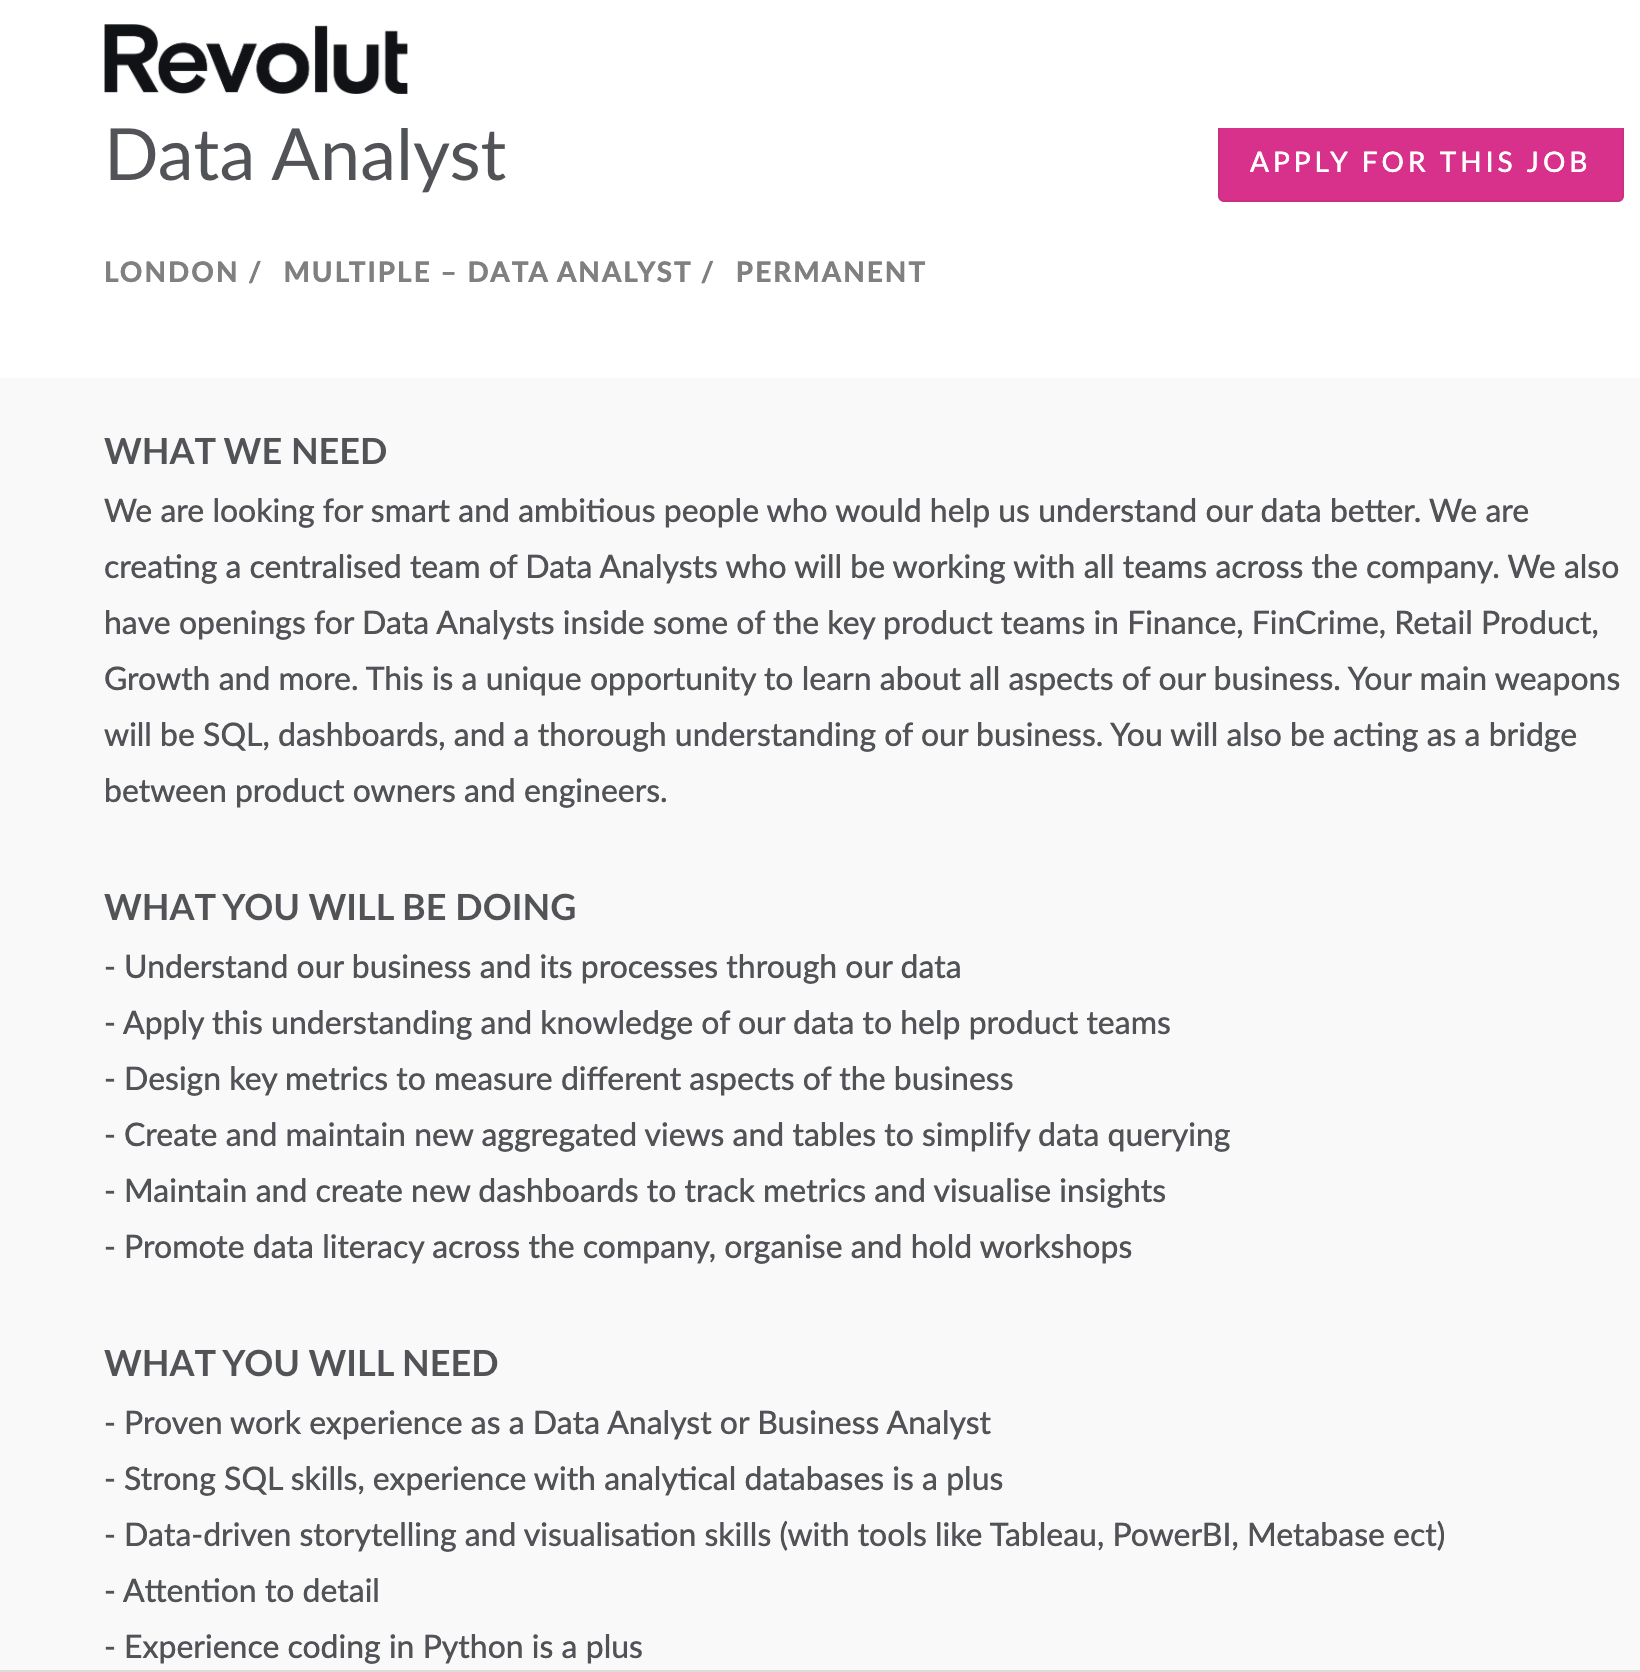 Revolut
Data Analyst
APPLY FOR THIS JOB
LONDON / MULTIPLE – DATA ANALYST / PERMANENT
WHAT WE NEED
We are looking for smart and ambitious people who would help us understand our data better. We are
creating a centralised team of Data Analysts who will be working with all teams across the company. We also
have openings for Data Analysts inside some of the key product teams in Finance, FinCrime, Retail Product,
Growth and more. This is a unique opportunity to learn about all aspects of our business. Your main weapons
will be SQL, dashboards, and a thorough understanding of our business. You will also be acting as a bridge
between product owners and engineers.
WHAT YOU WILL BE DOING
- Understand our business and its processes through our data
- Apply this understanding and knowledge of our data to help product teams
- Design key metrics to measure different aspects of the business
- Create and maintain new aggregated views and tables to simplify data querying
- Maintain and create new dashboards to track metrics and visualise insights
- Promote data literacy across the company, organise and hold workshops
WHAT YOU WILL NEED
- Proven work experience as a Data Analyst or Business Analyst
- Strong SQL skills, experience with analytical databases is a plus
- Data-driven storytelling and visualisation skills (with tools like Tableau, PowerBI, Metabase ect)
- Attention to detail
- Experience coding in Python is a plus